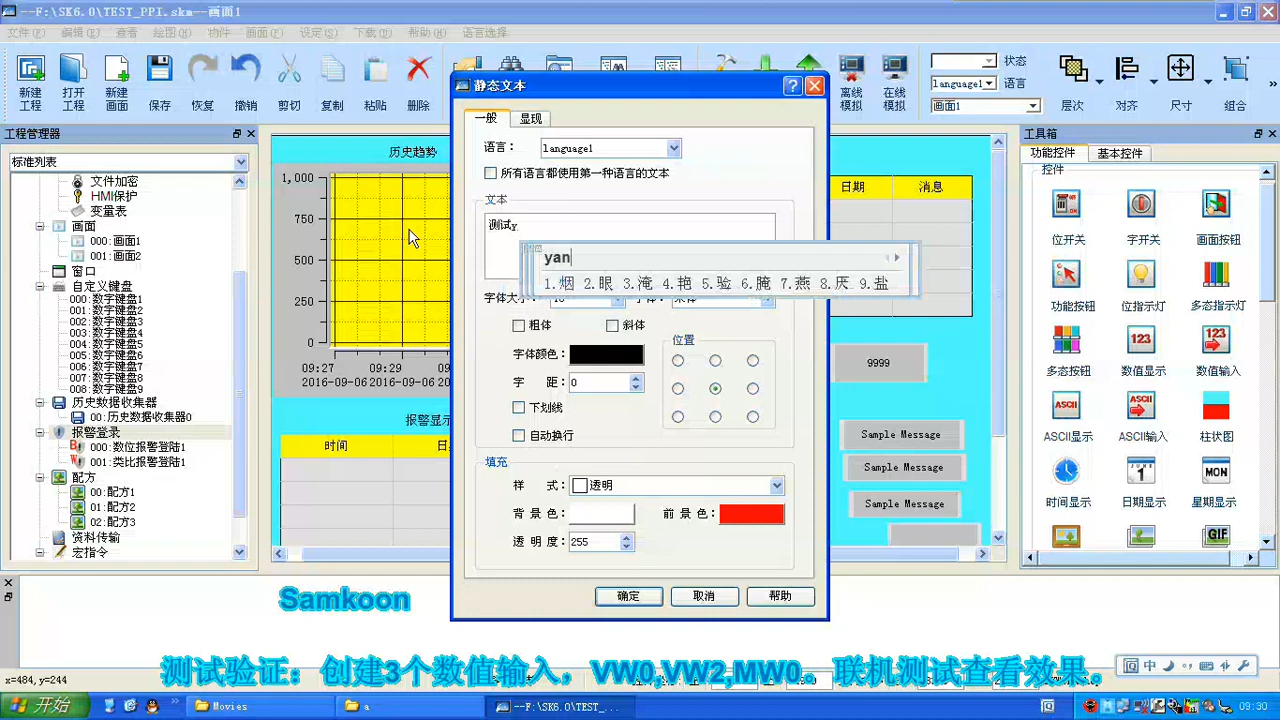 --F:\SK6.0\TEST_PPI.skm--画面1
文件(F) 编辑(E) 查看 绘图(B) 物件 画面(F) 设定(S) 下载(D) 帮助(H) 语言选择
新建工程 打开工程 新建画面 保存 恢复 撤销 剪切 复制 粘贴 删除
离线模拟 在线模拟
状态
language1 语言
画面1
层次 对齐 尺寸 组合
工程管理器
标准列表
文件加密
HMI保护
变量表
画面
000:画面1
001:画面2
窗口
自定义键盘
000:数字键盘1
001:数字键盘2
002:数字键盘3
003:数字键盘4
004:数字键盘5
005:数字键盘6
006:数字键盘7
007:数字键盘8
008:数字键盘9
历史数据收集器
00:历史数据收集器0
报警登录
000:数位报警登陆1
001:类比报警登陆1
配方
00:配方1
01:配方2
02:配方3
资料传输
宏指令
历史趋势
1,000
750
500
250
0
09:27 09:29
2016-09-06 2016-09-06
报警显示
时间
日期 消息
9999
Sample Message
Sample Message
Sample Message
静态文本
一般 显现
语言: language1
所有语言都使用第一种语言的文本
文本
测试y
yan
1.烟 2.眼 3.淹 4.艳 5.验 6.腌 7.燕 8.厌 9.盐
粗体 斜体
字体颜色:
字 距: 0
下划线
自动换行
位置
填充
样 式: 透明
背景色: 前景色:
透明度: 255
确定 取消 帮助
工具箱
功能控件 基本控件
控件
位开关 字开关 画面按钮
功能按钮 位指示灯 多态指示灯
多态按钮 数值显示 数值输入
ASCII显示 ASCII输入 柱状图
时间显示 日期显示 星期显示
Samkoon
测试验证：创建3个数值输入，VW0,VW2,MW0。联机测试查看效果。
x=484, y=244
开始 Movies a --F:\SK6.0\TEST_... 09:30